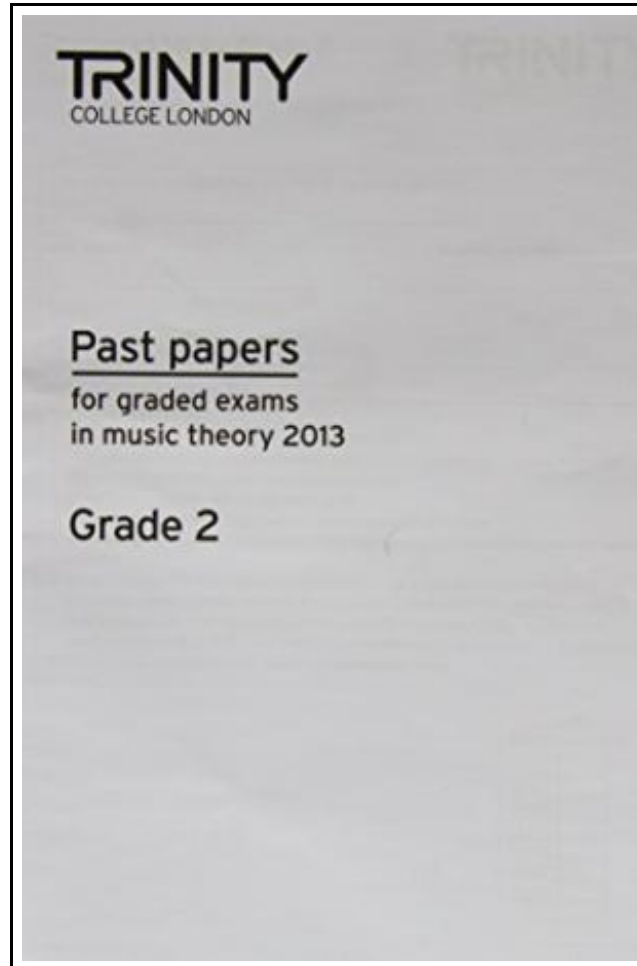 TRINITY
COLLEGE LONDON
Past papers
for graded exams
in music theory 2013
Grade 2